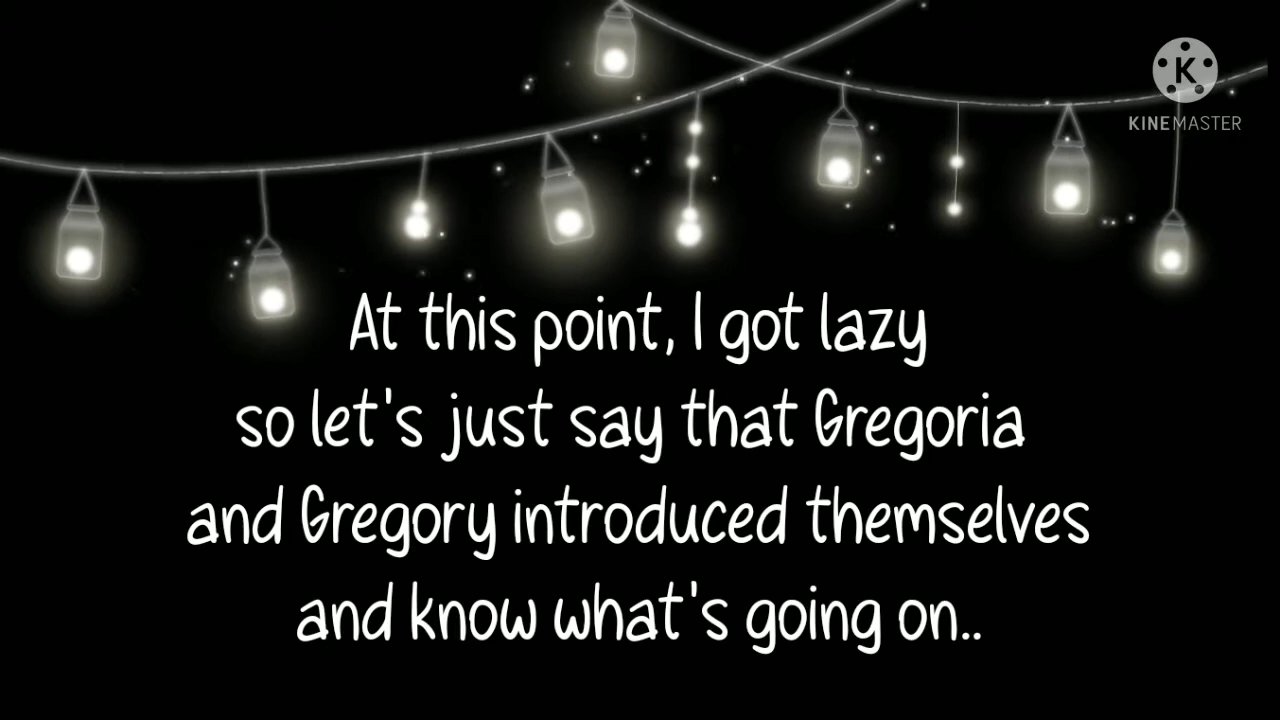 K
KINEMASTER
At this point, I got lazy
so let's just say that Gregoria
and Gregory introduced themselves
and know what's going on..